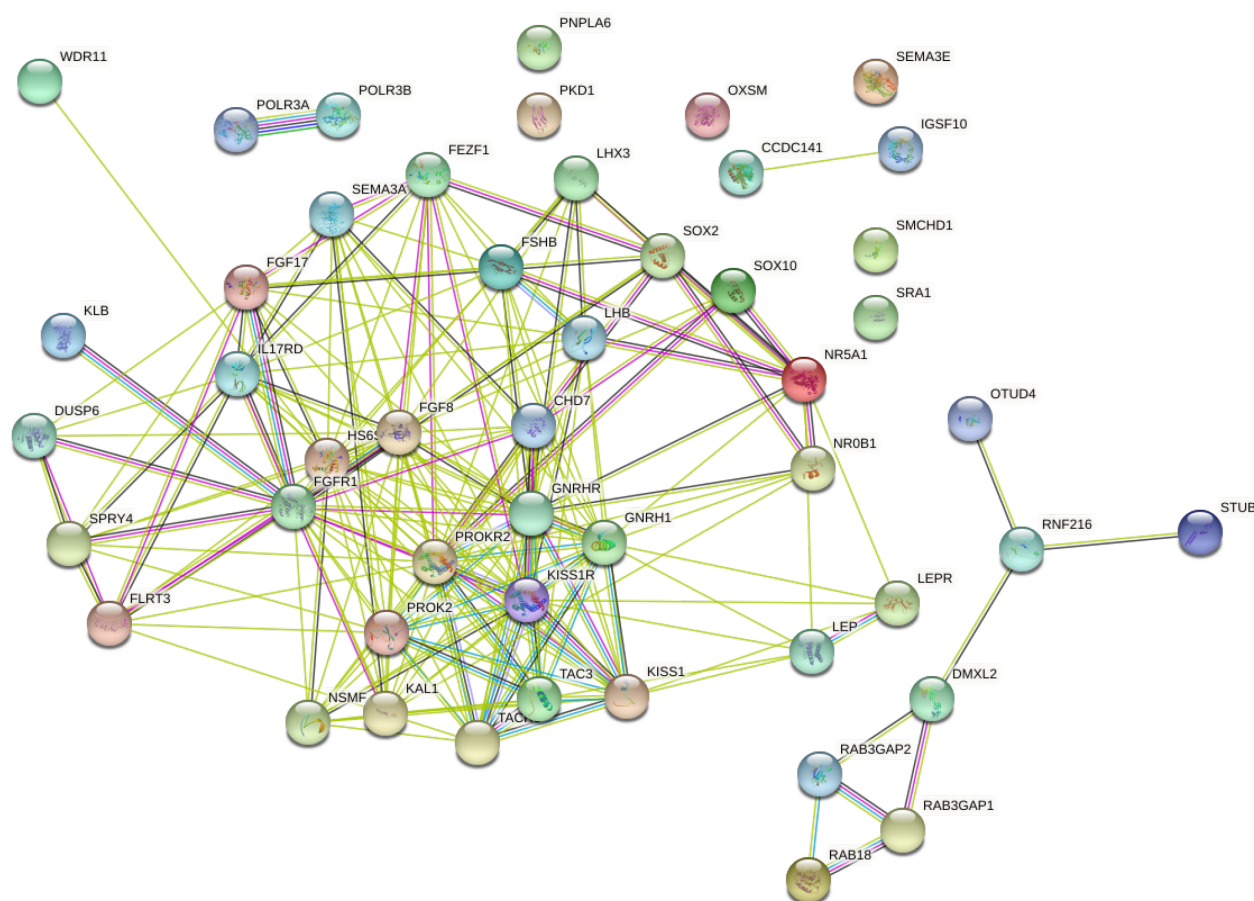 PNPLA6
WDR11
SEMA3E
PKD1
OXSM
POLR3B
POLR3A
IGSF10
CCDC141
FEZF1
LHX3
SEMA3A
SMCHD1
SOX2
FSHB
SOX10
FGF17
SRA1
KLB
LHB
IL17RD
NR5A1
OTUD4
DUSP6
FGF8
CHD7
HS6S
NR0B1
FGFR1
GNRHR
STUB
SPRY4
GNRH1
RNF216
PROKR2
KISS1R
LEPR
FLRT3
PROK2
LEP
TAC3
KISS1
DMXL2
NSMF
KAL1
TAC
RAB3GAP2
RAB3GAP1
RAB18